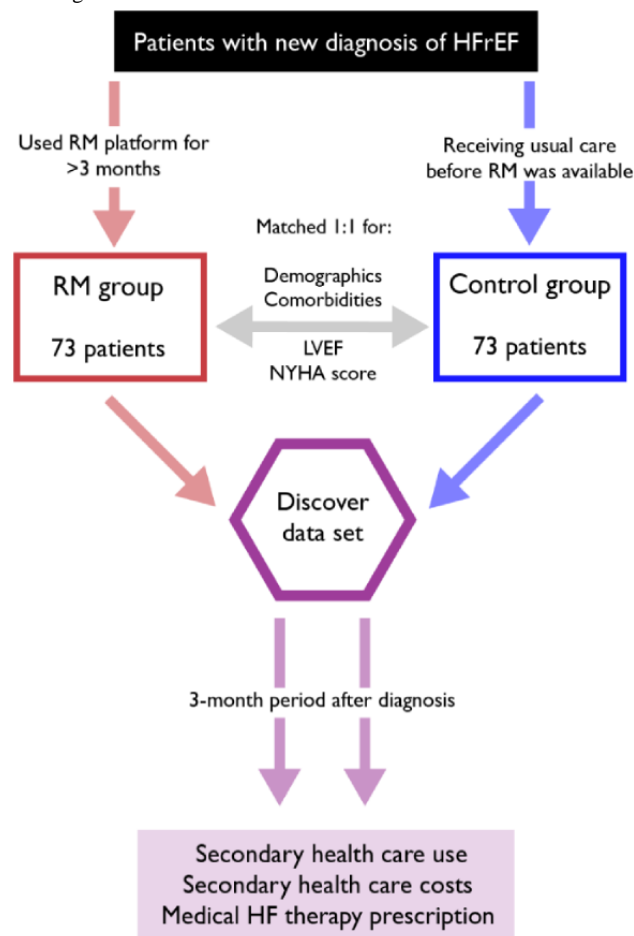 Patients with new diagnosis of HFrEF
Used RM platform for
>3 months
Receiving usual care
before RM was available
Matched 1:1 for:
RM group
73 patients
Demographics
Comorbidities
LVEF
NYHA score
Control group
73 patients
Discover
data set
3-month period after diagnosis
Secondary health care use
Secondary health care costs
Medical HF therapy prescription